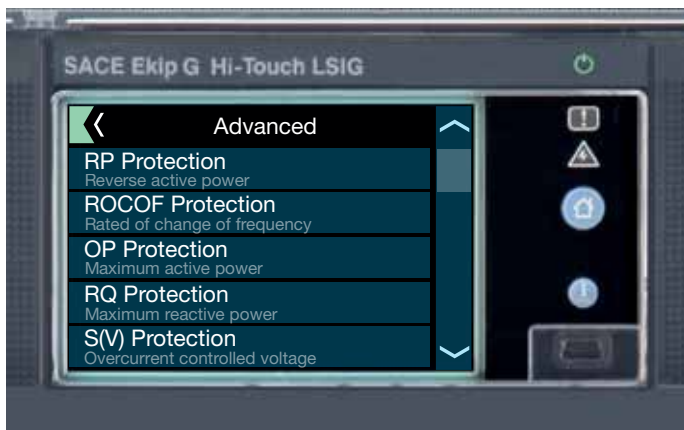 SACE Ekip G Hi-Touch LSIG
Advanced
RP Protection
Reverse active power
ROCOF Protection
Rated of change of frequency
OP Protection
Maximum active power
RQ Protection
Maximum reactive power
S(V) Protection
Overcurrent controlled voltage